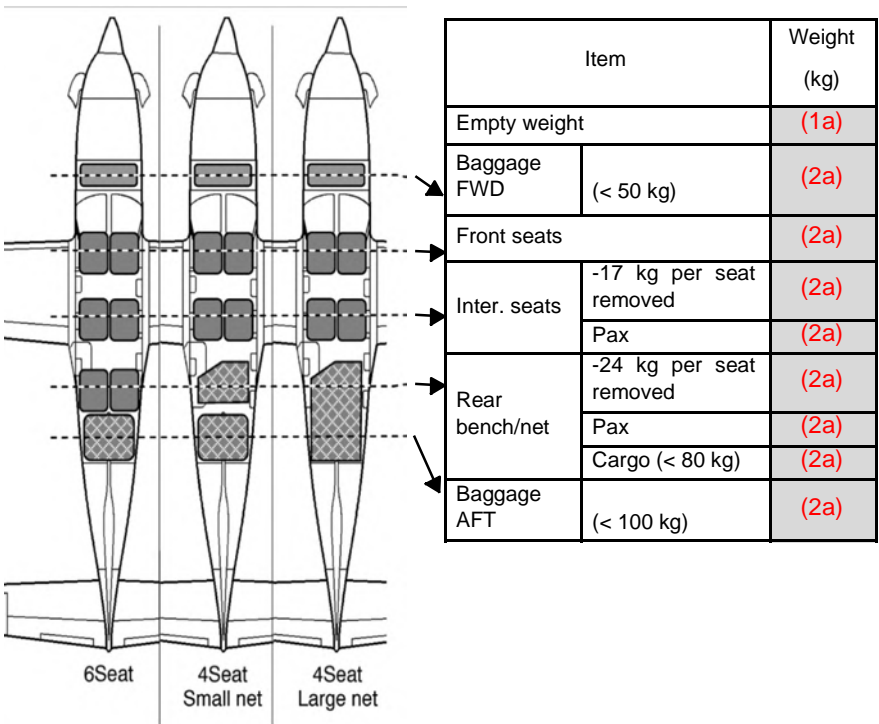 Item
Weight
(kg)
Empty weight
(1a)
Baggage
FWD
(< 50 kg)
(2a)
Front seats
(2a)
Inter. seats
-17 kg per seat
removed
(2a)
Pax
(2a)
Rear
bench/net
-24 kg per seat
removed
(2a)
Pax
(2a)
Cargo (< 80 kg)
(2a)
Baggage
AFT
(< 100 kg)
(2a)
6Seat
4Seat
Small net
4Seat
Large net